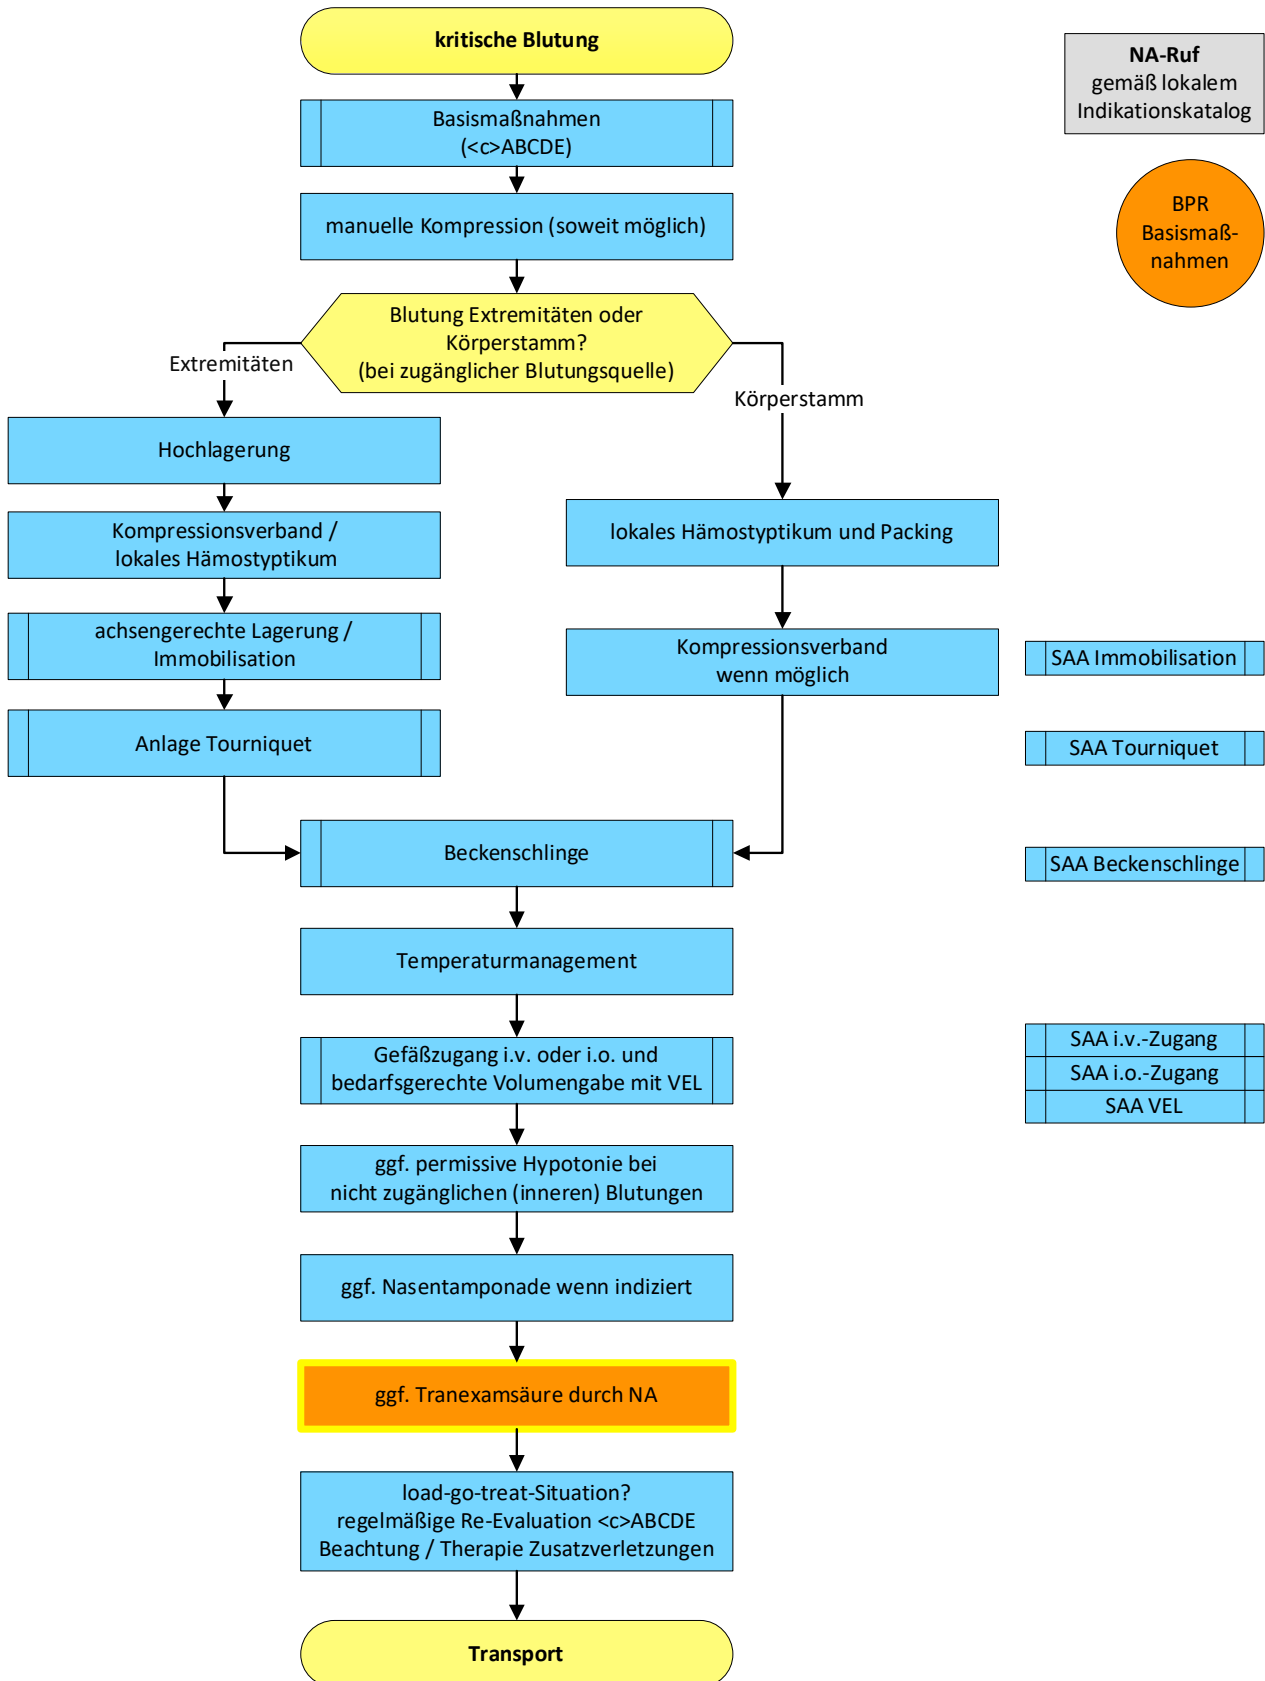 kritische Blutung
NA-Ruf
gemäß lokalem
Indikationskatalog
Basismaßnahmen
(<c>ABCDE)
BPR
Basismaß-
nahmen
manuelle Kompression (soweit möglich)
Blutung Extremitäten oder
Körperstamm?
(bei zugänglicher Blutungsquelle)
Extremitäten
Körperstamm
Hochlagerung
Kompressionsverband /
lokales Hämostyptikum
achsengerechte Lagerung /
Immobilisation
Anlage Tourniquet
lokales Hämostyptikum und Packing
Kompressionsverband
wenn möglich
SAA Immobilisation
SAA Tourniquet
Beckenschlinge
SAA Beckenschlinge
Temperaturmanagement
Gefäßzugang i.v. oder i.o. und
bedarfsgerechte Volumengabe mit VEL
SAA i.v.-Zugang
SAA i.o.-Zugang
SAA VEL
ggf. permissive Hypotonie bei
nicht zugänglichen (inneren) Blutungen
ggf. Nasentamponade wenn indiziert
ggf. Tranexamsäure durch NA
load-go-treat-Situation?
regelmäßige Re-Evaluation <c>ABCDE
Beachtung / Therapie Zusatzverletzungen
Transport